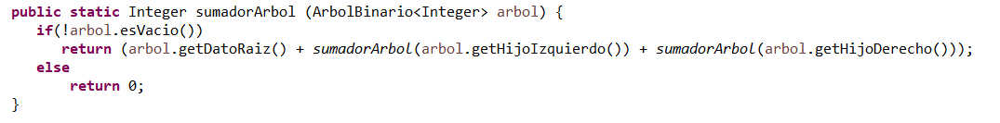 public static Integer sumadorArbol (ArbolBinario<Integer> arbol) {
if(!arbol.esVacio())
return (arbol.getDatoRaiz() + sumadorArbol(arbol.getHijoIzquierdo()) + sumadorArbol(arbol.getHijoDerecho()));
else
return 0;
}